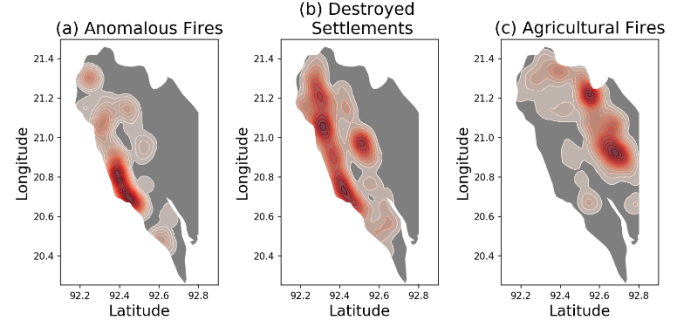 (a) Anomalous Fires
(b) Destroyed
Settlements
(c) Agricultural Fires
Longitude
21.4
21.2
21.0
20.8
20.6
20.4
92.2 92.4 92.6 92.8
Latitude
Longitude
21.4
21.2
21.0
20.8
20.6
20.4
92.2 92.4 92.6 92.8
Latitude
Longitude
21.4
21.2
21.0
20.8
20.6
20.4
92.2 92.4 92.6 92.8
Latitude